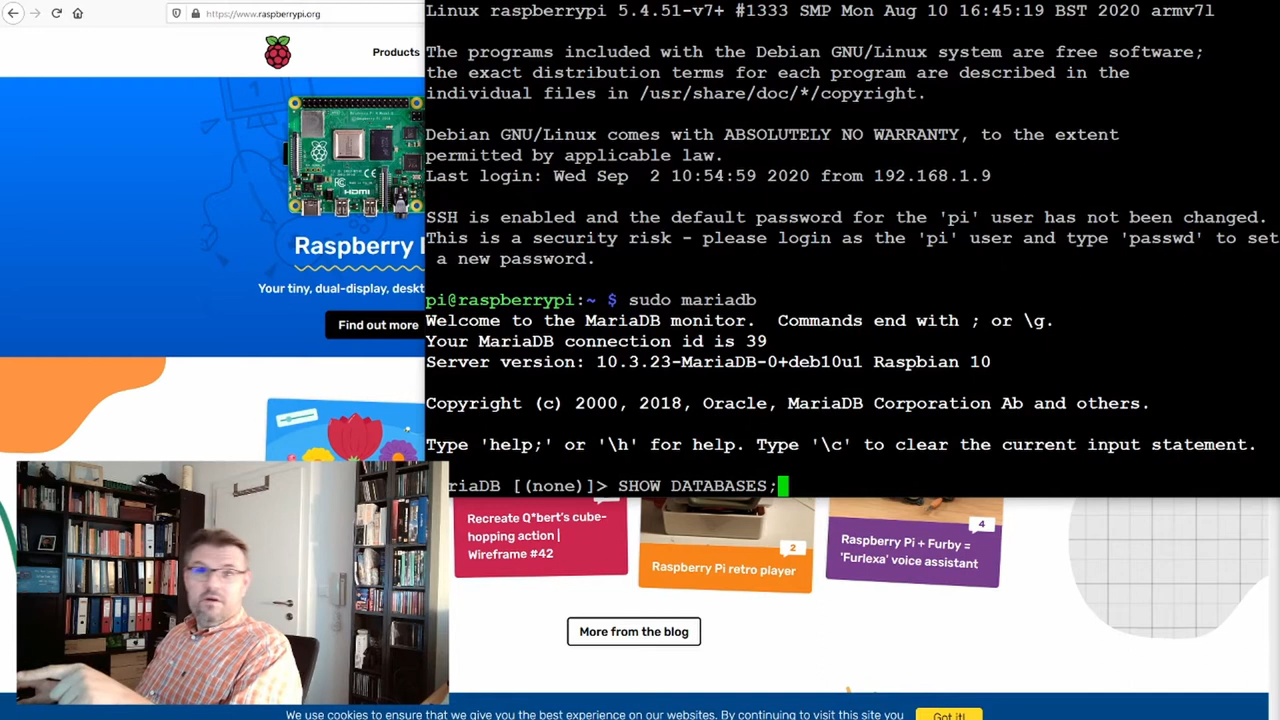 https://www.raspberrypi.org
Products
Raspberry
Your tiny, dual-display, deskt
Find out more
Linux raspberrypi 5.4.51-v7+ #1333 SMP Mon Aug 10 16:45:19 BST 2020 armv7l
The programs included with the Debian GNU/Linux system are free software;
the exact distribution terms for each program are described in the
individual files in /usr/share/doc/*/copyright.
Debian GNU/Linux comes with ABSOLUTELY NO WARRANTY, to the extent
permitted by applicable law.
Last login: Wed Sep  2 10:54:59 2020 from 192.168.1.9
SSH is enabled and the default password for the 'pi' user has not been changed.
This is a security risk - please login as the 'pi' user and type 'passwd' to set
a new password.
pi@raspberrypi:~ $ sudo mariadb
Welcome to the MariaDB monitor.  Commands end with ; or \g.
Your MariaDB connection id is 39
Server version: 10.3.23-MariaDB-0+deb10u1 Raspbian 10
Copyright (c) 2000, 2018, Oracle, MariaDB Corporation Ab and others.
Type 'help;' or '\h' for help. Type '\c' to clear the current input statement.
riaDB [(none)]> SHOW DATABASES;
Recreate Q*bert's cube-
hopping action |
Wireframe #42
2
Raspberry Pi retro player
4
Raspberry Pi + Furby =
'Furlexa' voice assistant
More from the blog
We use cookies to ensure that we give you the best experience on our websites. By continuing to visit this site you
Got it!